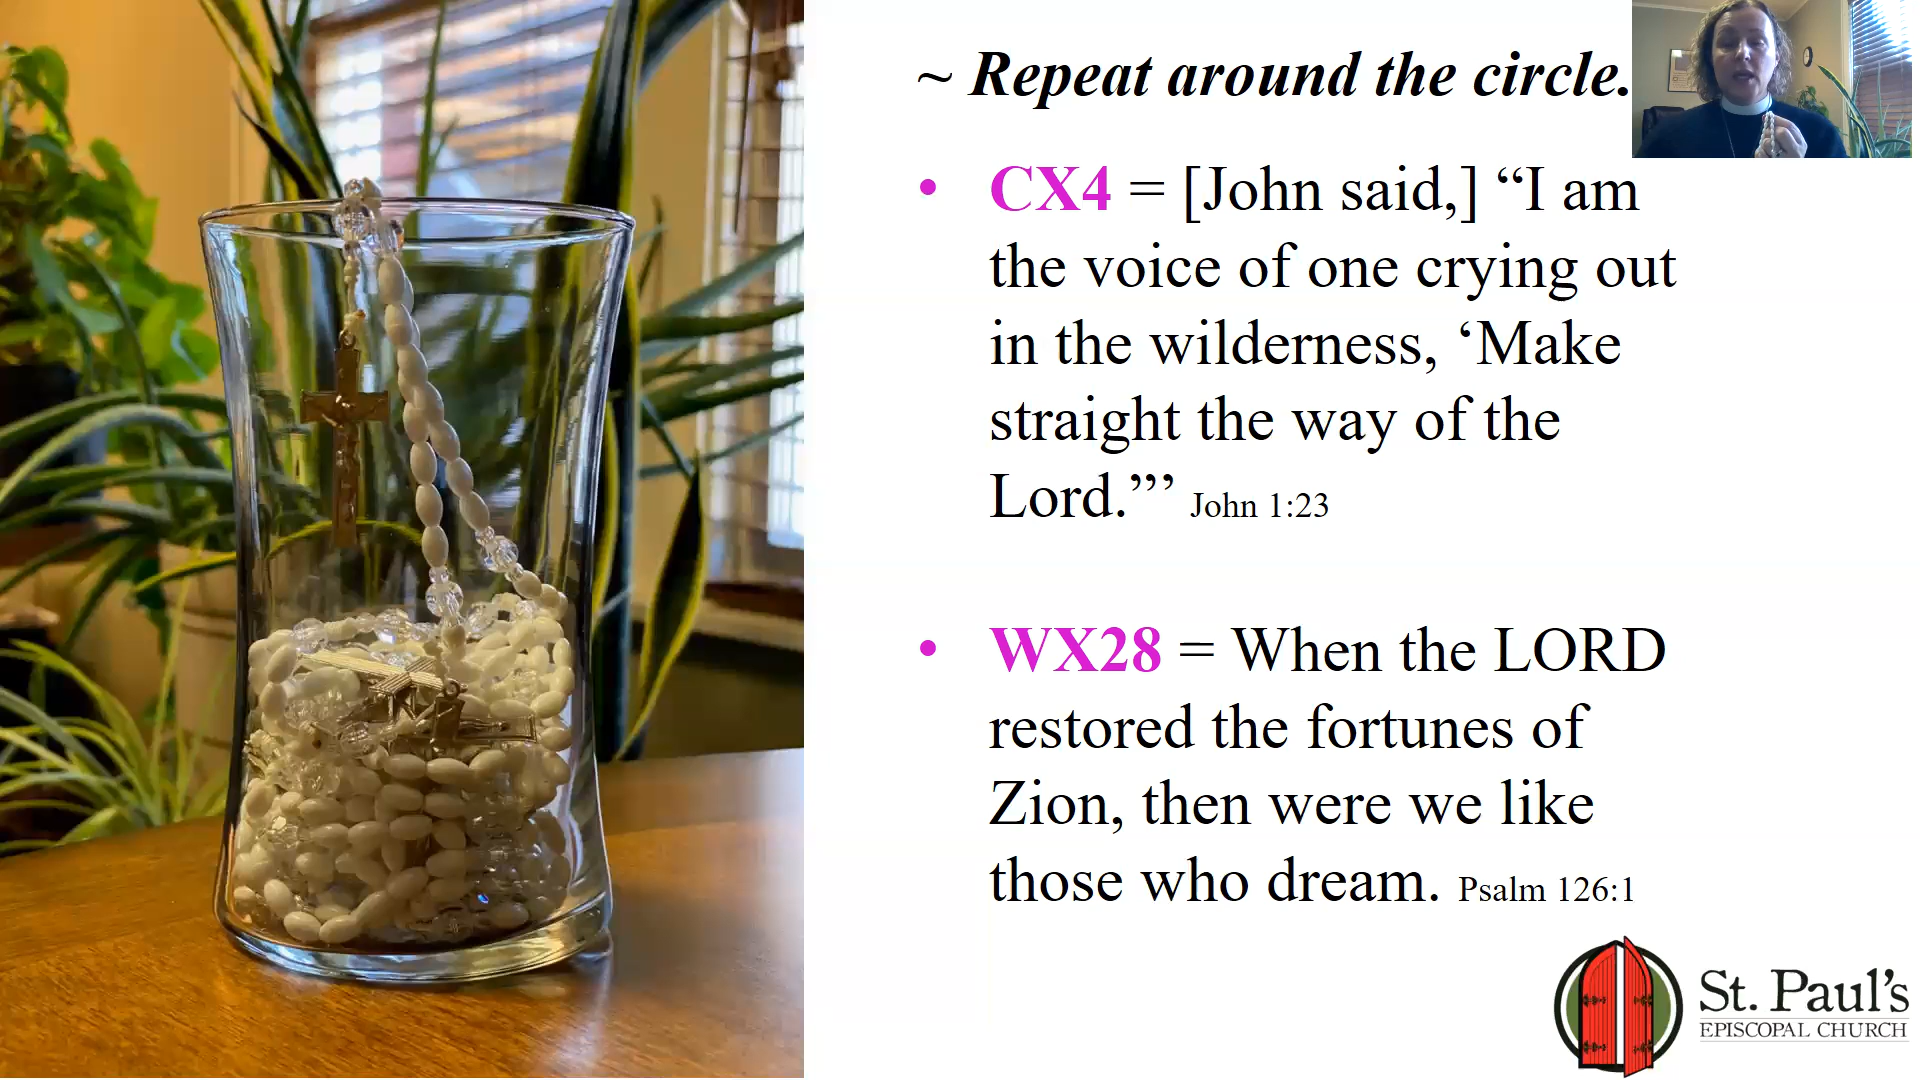 ~ Repeat around the circle.
• CX4 = [John said,] “I am
the voice of one crying out
in the wilderness, ‘Make
straight the way of the
Lord.”’ John 1:23
• WX28 = When the LORD
restored the fortunes of
Zion, then were we like
those who dream. Psalm 126:1
St. Paul's
EPISCOPAL CHURCH